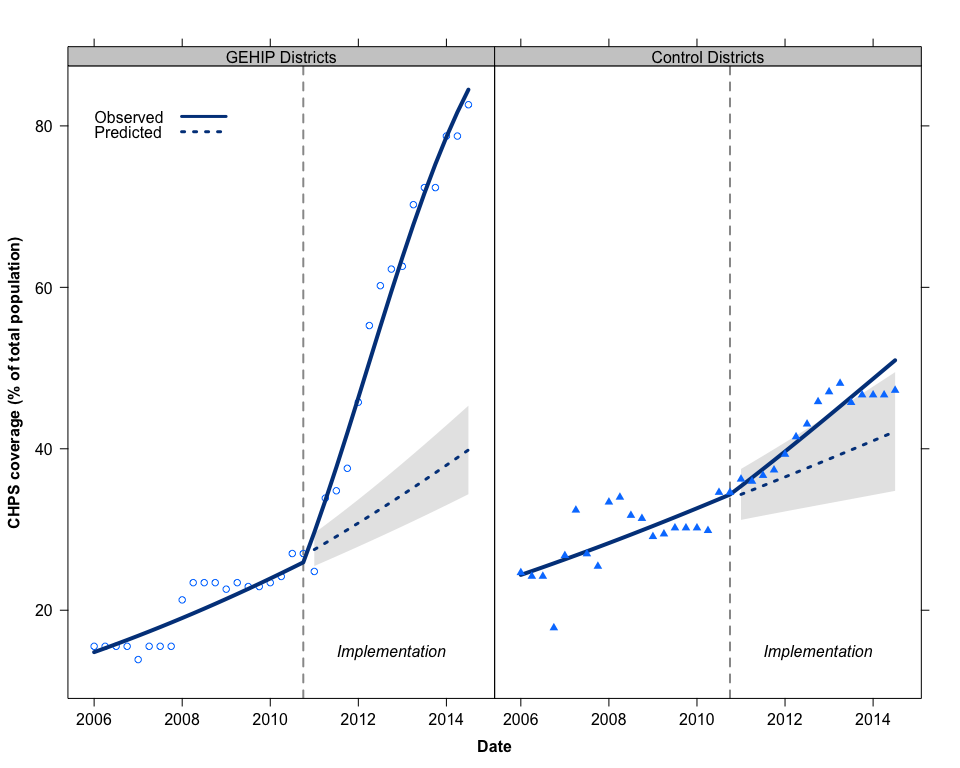 GEHIP Districts
Control Districts
Observed
Predicted
80
60
40
20
CHPS coverage (% of total population)
Implementation
Implementation
2006 2008 2010 2012 2014
2006 2008 2010 2012 2014
Date